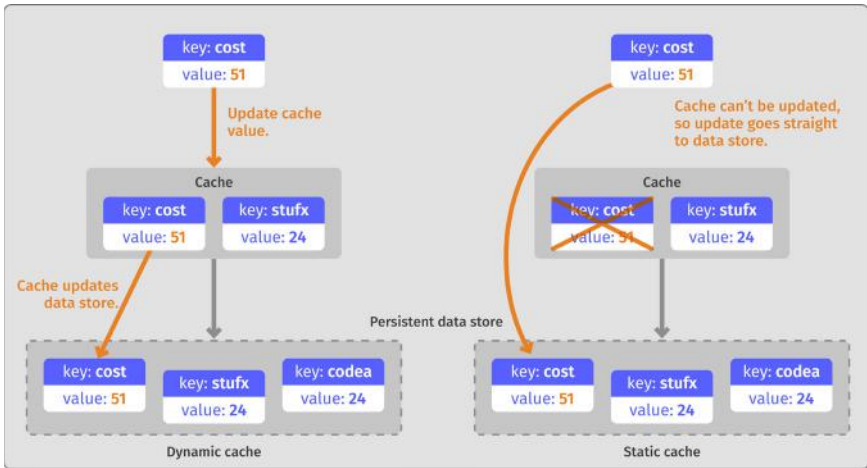 key: cost
value: 51
Update cache
value.
Cache
key: cost
value: 51
key: stufx
value: 24
Cache updates
data store.
key: cost
value: 51
key: stufx
value: 24
key: codea
value: 24
Dynamic cache
Persistent data store
key: cost
value: 51
Cache can't be updated,
so update goes straight
to data store.
Cache
key: cost
value: 51
key: stufx
value: 24
key: cost
value: 51
key: stufx
value: 24
key: codea
value: 24
Static cache